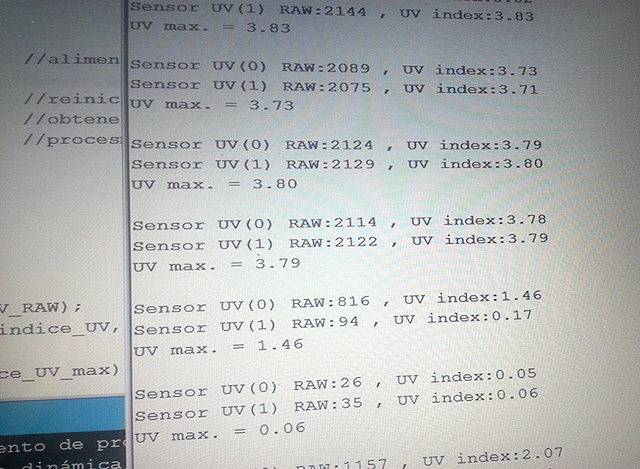 Sensor UV(1) RAW:2144 , UV index:3.83
UV max. = 3.83
Sensor UV(0) RAW:2089 , UV index:3.73
Sensor UV(1) RAW:2075 , UV index:3.71
UV max. = 3.73
Sensor UV(0) RAW:2124 , UV index:3.79
Sensor UV(1) RAW:2129 , UV index:3.80
UV max. = 3.80
Sensor UV(0) RAW:2114 , UV index:3.78
Sensor UV(1) RAW:2122 , UV index:3.79
UV max. = 3.79
Sensor UV(0) RAW:816 , UV index:1.46
Sensor UV(1) RAW:94 , UV index:0.17
UV max. = 1.46
Sensor UV(0) RAW:26 , UV index:0.05
Sensor UV(1) RAW:35 , UV index:0.06
UV max. = 0.06
RAW:1157 , UV index:2.07
//alimen
//reinic
//obtene
//proces
V_RAW);
indice_UV,
ce_UV_max)
ento de pro
dinámica